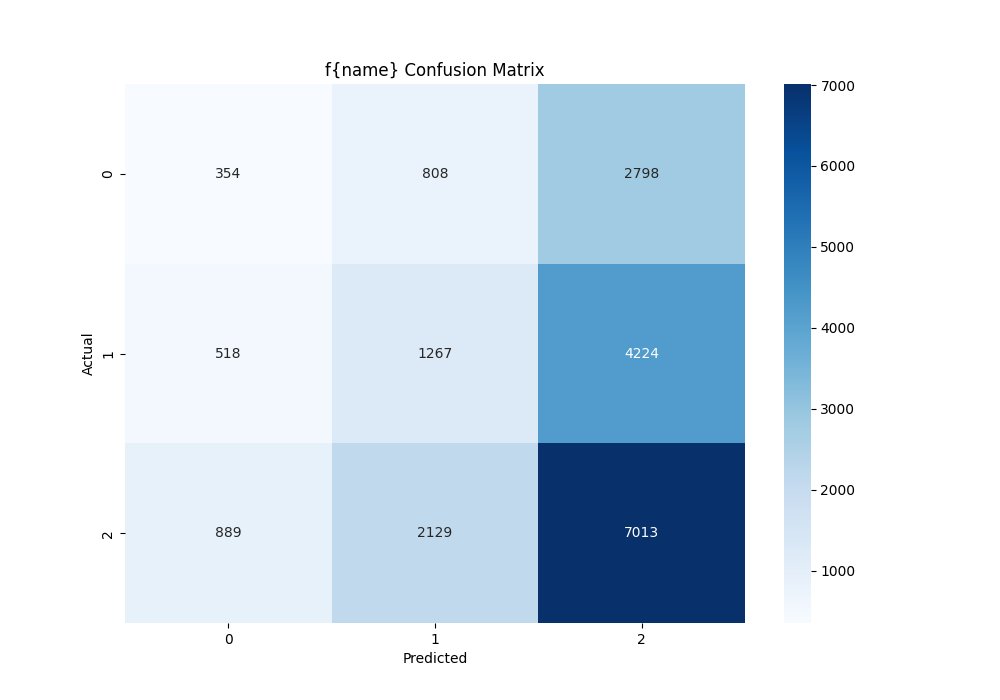 f{name} Confusion Matrix
7000
6000
5000
4000
3000
2000
1000
Actual
0
354 808 2798
1
518 1267 4224
2
889 2129 7013
0 1 2
Predicted